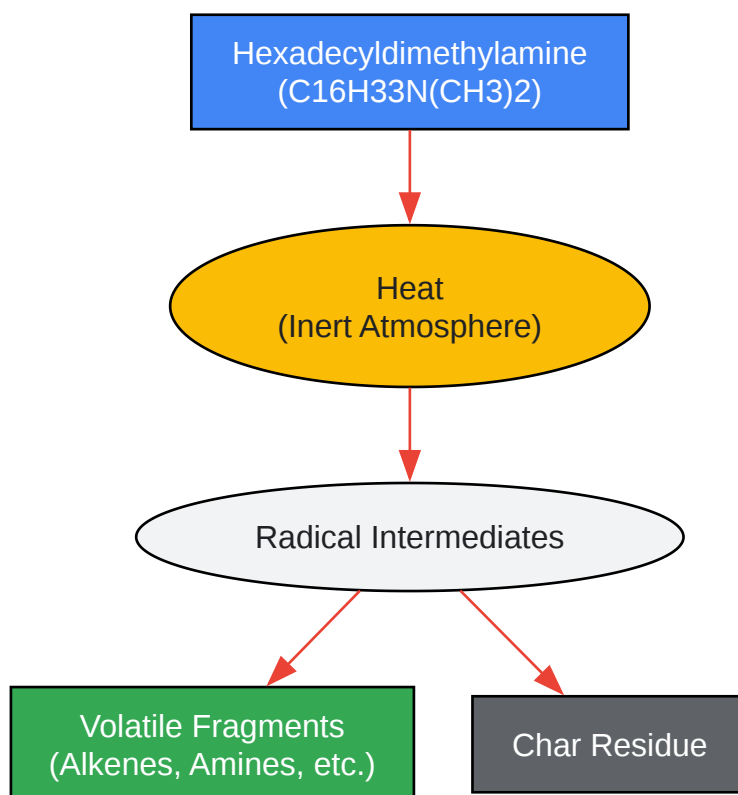 Hexadecyldimethylamine
(C16H33N(CH3)2)
Heat
(Inert Atmosphere)
Radical Intermediates
Volatile Fragments
(Alkenes, Amines, etc.)
Char Residue